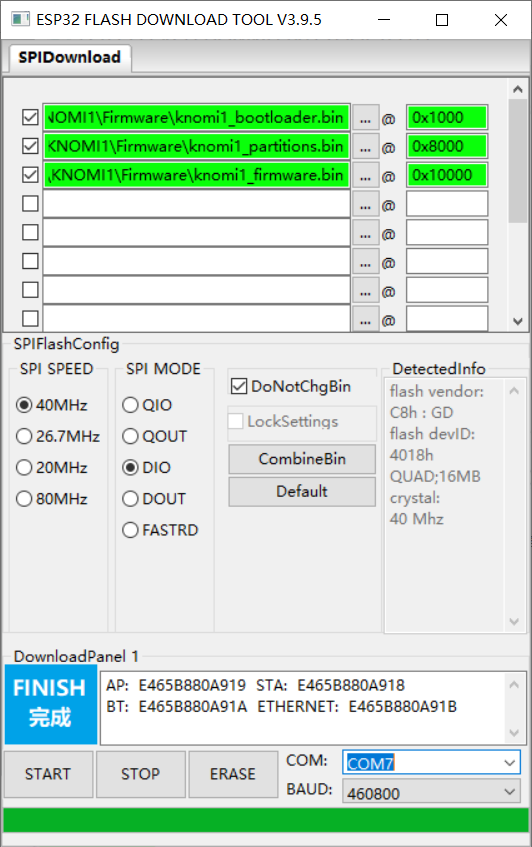 ESP32 FLASH DOWNLOAD TOOL V3.9.5
SPIDownload
NOMI1\Firmware\knomi1_bootloader.bin ... @ 0x1000
KNOMI1\Firmware\knomi1_partitions.bin ... @ 0x8000
\KNOMI1\Firmware\knomi1_firmware.bin ... @ 0x10000
... @
... @
... @
... @
... @
SPIFlashConfig
SPI SPEED
40MHz
26.7MHz
20MHz
80MHz
SPI MODE
QIO
QOUT
DIO
DOUT
FASTRD
DoNotChgBin
LockSettings
CombineBin
Default
DetectedInfo
flash vendor:
C8h : GD
flash devID:
4018h
QUAD;16MB
crystal:
40 Mhz
DownloadPanel 1
FINISH
完成
AP: E465B880A919 STA: E465B880A918
BT: E465B880A91A ETHERNET: E465B880A91B
START
STOP
ERASE
COM: COM7
BAUD: 460800